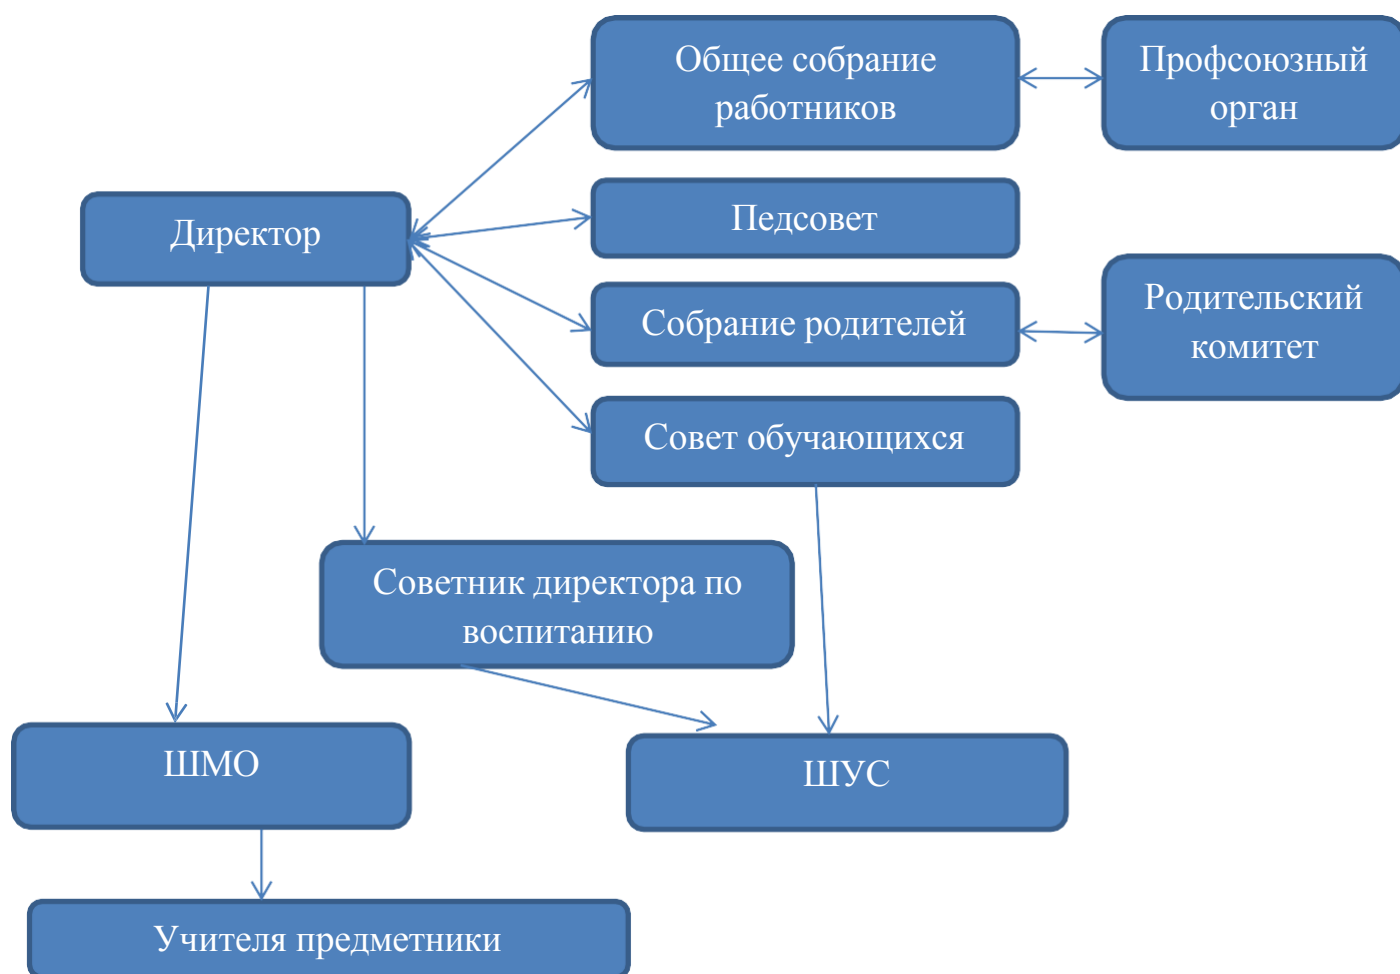 Общее собрание
работников
Профсоюзный
орган
Директор
Педсовет
Собрание родителей
Родительский
комитет
Совет обучающихся
Советник директора по
воспитанию
ШМО
ШУС
Учителя предметники